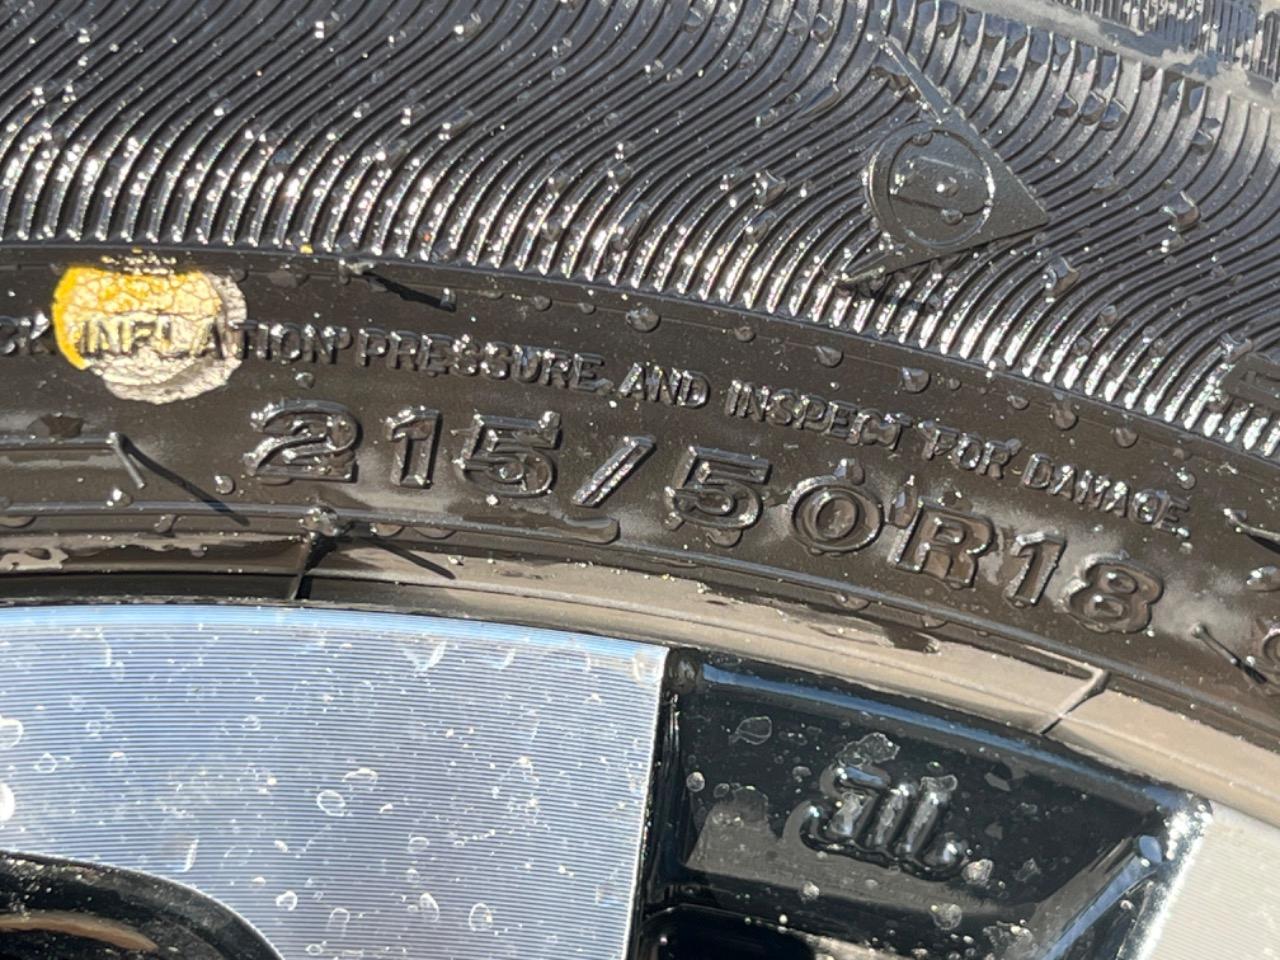 D
INFLATION PRESSURE AND INSPECT FOR DAMAGE
215/50R18